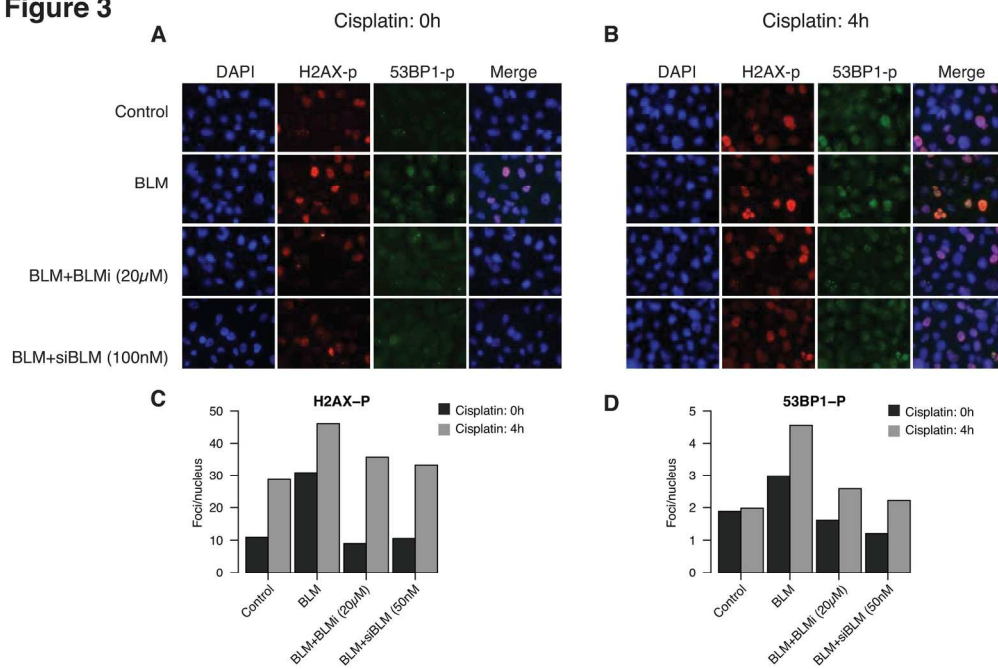 Figure 3
Cisplatin: 0h
Cisplatin: 4h
A
B
DAPI H2AX-p 53BP1-p Merge
DAPI H2AX-p 53BP1-p Merge
Control
BLM
BLM+BLMi (20µM)
BLM+siBLM (100nM)
C
H2AX–P
Cisplatin: 0h
Cisplatin: 4h
Foci/nucleus
50
40
30
20
10
0
Control
BLM
BLM+BLMi (20µM)
BLM+siBLM (50nM
D
53BP1–P
Cisplatin: 0h
Cisplatin: 4h
Foci/nucleus
5
4
3
2
1
0
Control
BLM
BLM+BLMi (20µM)
BLM+siBLM (50nM